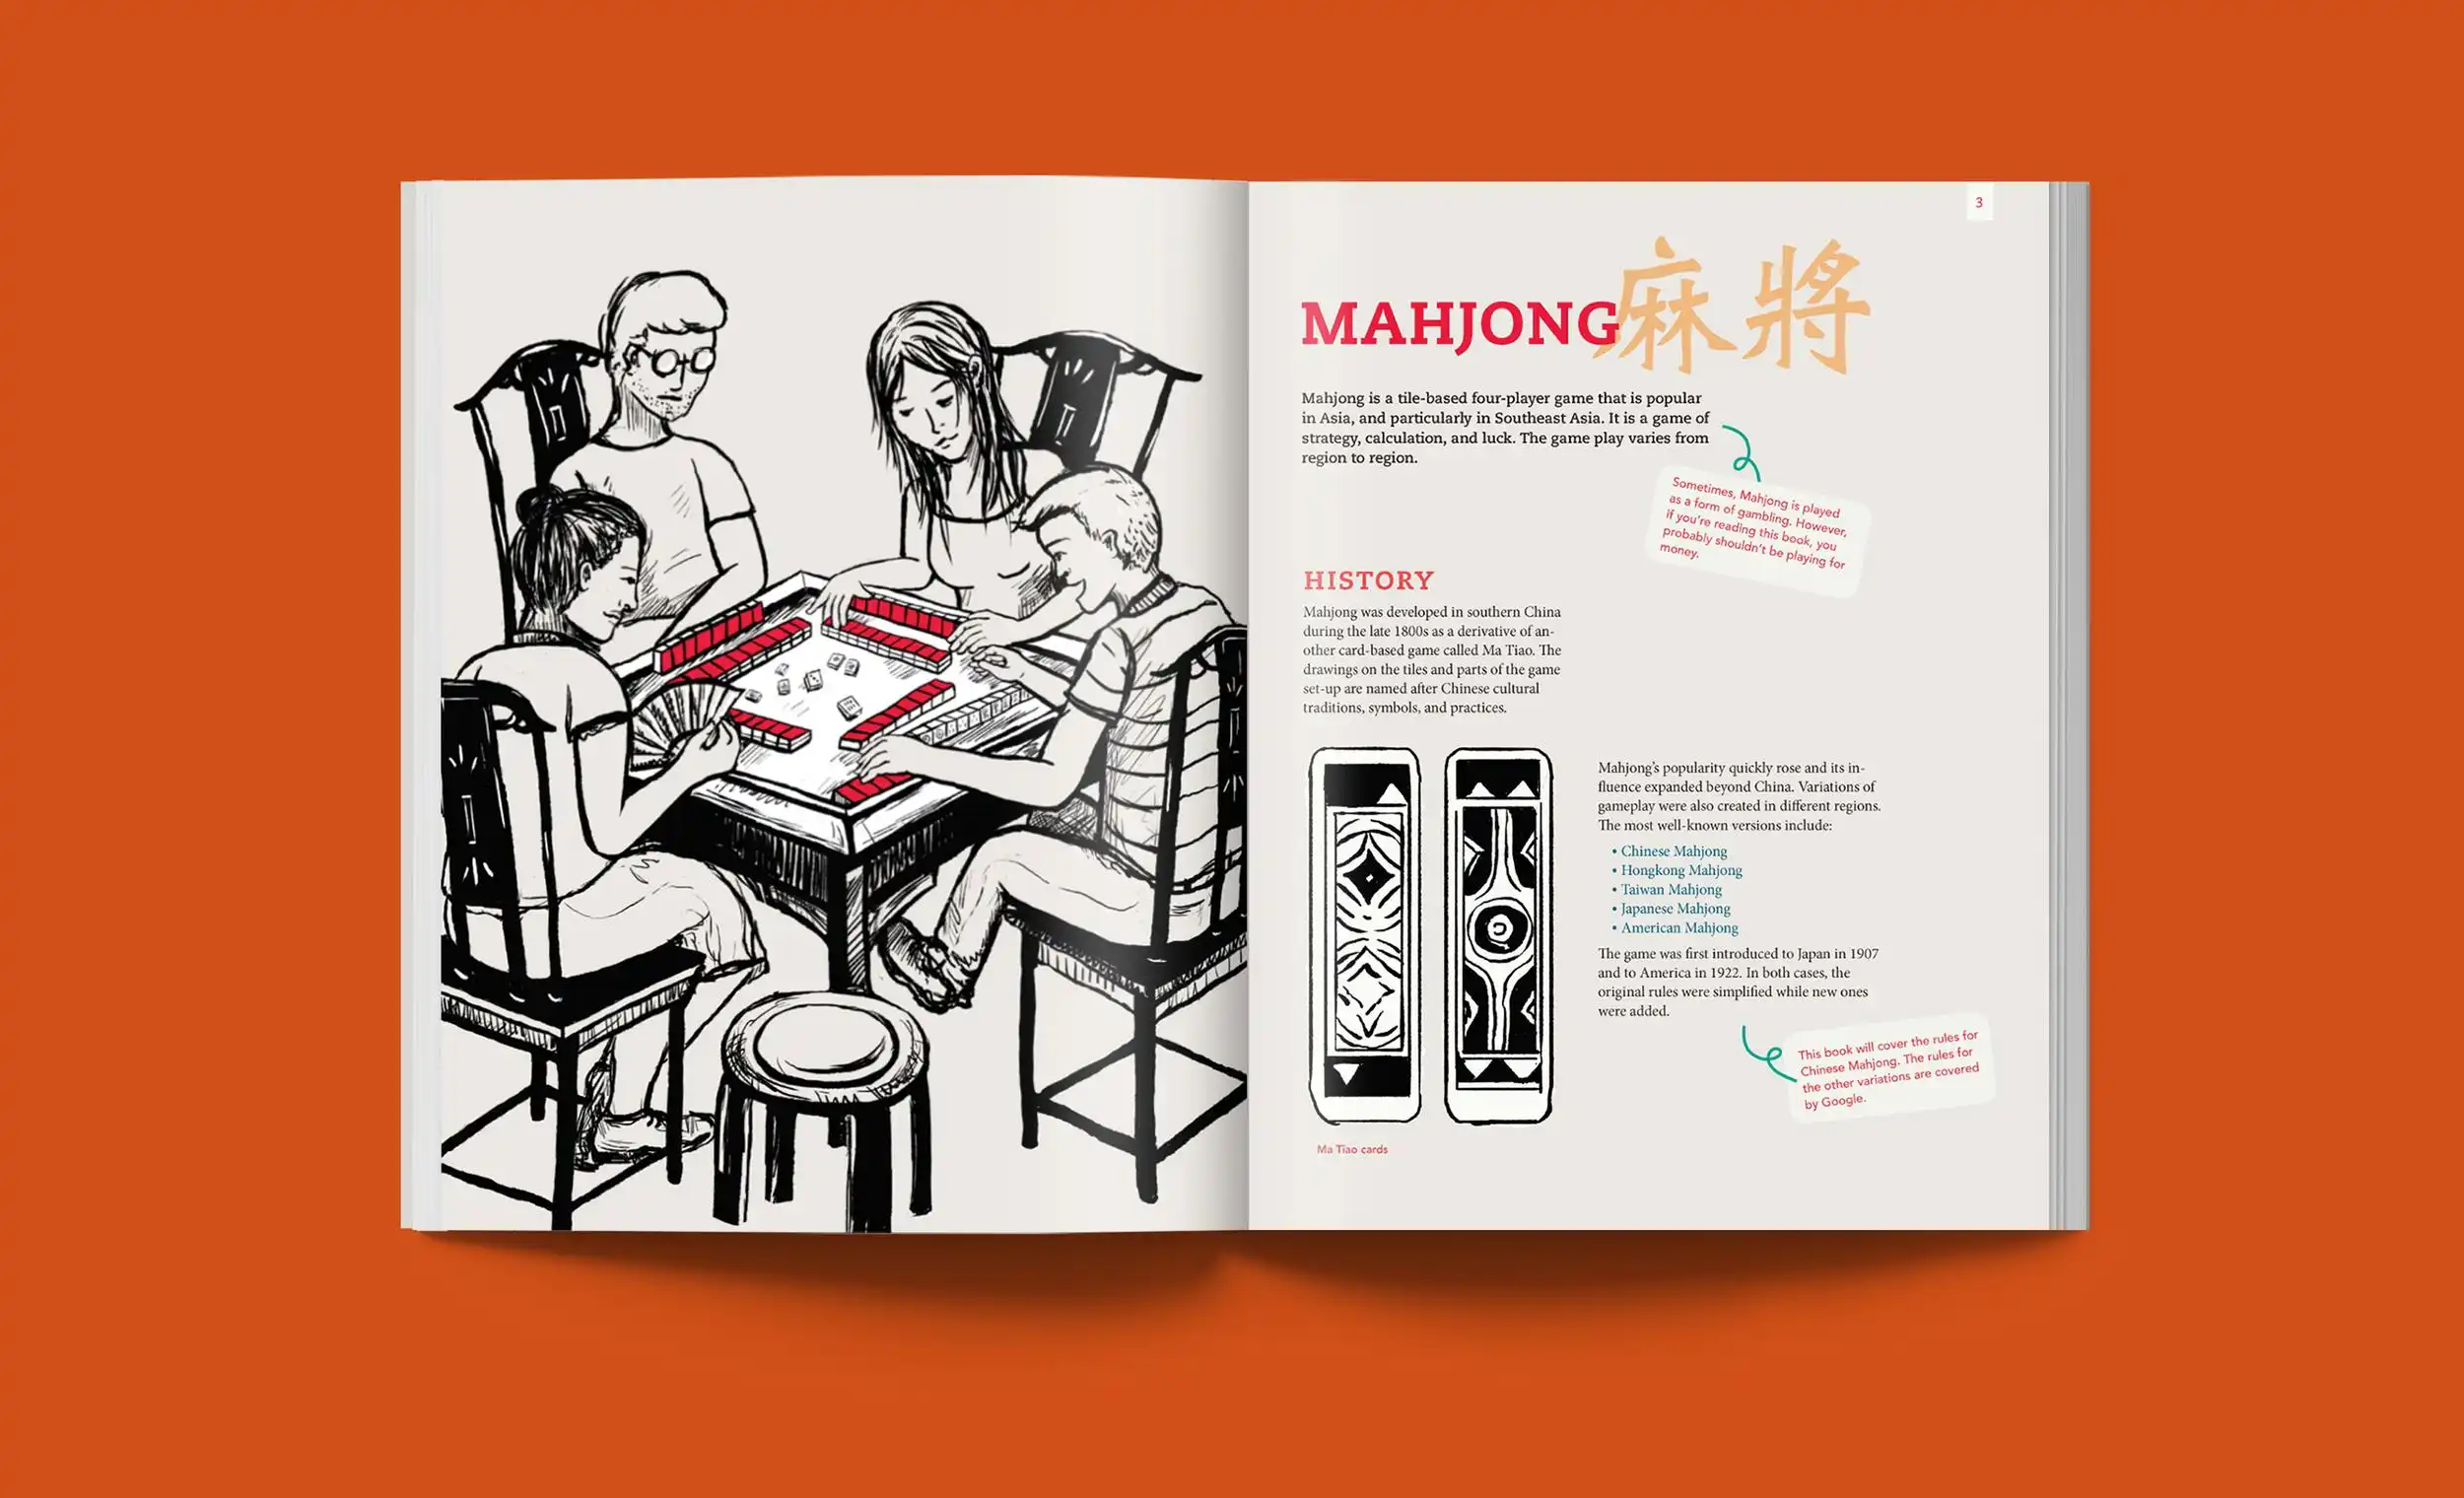 3
MAHJONG 麻將
Mahjong is a tile-based four-player game that is popular
in Asia, and particularly in Southeast Asia. It is a game of
strategy, calculation, and luck. The game play varies from
region to region.
Sometimes, Mahjong is played
as a form of gambling. However,
if you're reading this book, you
probably shouldn't be playing for
money.
HISTORY
Mahjong was developed in southern China
during the late 1800s as a derivative of an-
other card-based game called Ma Tiao. The
drawings on the tiles and parts of the game
set-up are named after Chinese cultural
traditions, symbols, and practices.
Mahjong's popularity quickly rose and its in-
fluence expanded beyond China. Variations of
gameplay were also created in different regions.
The most well-known versions include:
• Chinese Mahjong
• Hongkong Mahjong
• Taiwan Mahjong
• Japanese Mahjong
• American Mahjong
The game was first introduced to Japan in 1907
and to America in 1922. In both cases, the
original rules were simplified while new ones
were added.
This book will cover the rules for
Chinese Mahjong. The rules for
the other variations are covered
by Google.
Ma Tiao cards